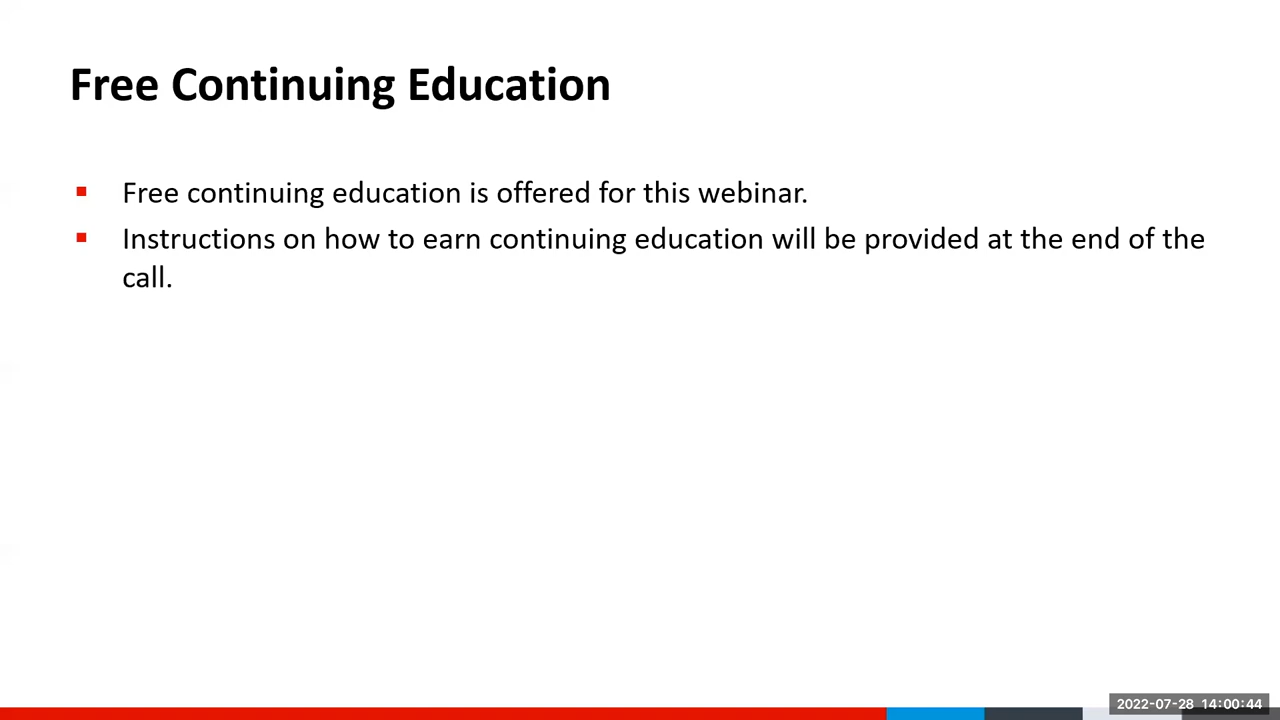 Free Continuing Education
▪ Free continuing education is offered for this webinar.
▪ Instructions on how to earn continuing education will be provided at the end of the
call.
2022-07-28 14:00:44